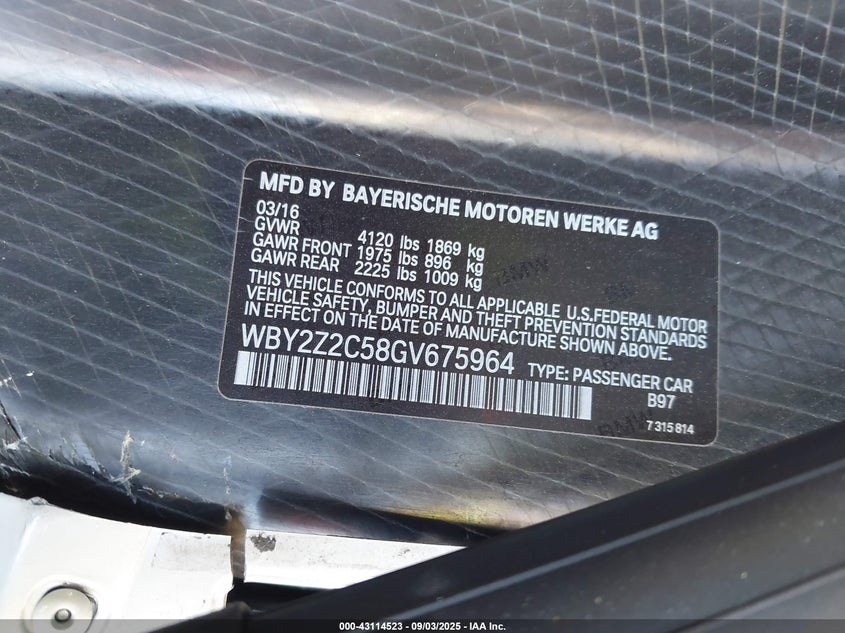 MFD BY BAYERISCHE MOTOREN WERKE AG
03/16
GVWR 4120 lbs 1869 kg
GAWR FRONT 1975 lbs 896 kg
GAWR REAR 2225 lbs 1009 kg
THIS VEHICLE CONFORMS TO ALL APPLICABLE U.S.FEDERAL MOTOR
VEHICLE SAFETY, BUMPER AND THEFT PREVENTION STANDARDS
IN EFFECT ON THE DATE OF MANUFACTURE SHOWN ABOVE.
WBY2Z2C58GV675964
TYPE: PASSENGER CAR
B97
7 315 814
BMW
BMW
000-43114523 - 09/03/2025 - IAA Inc.